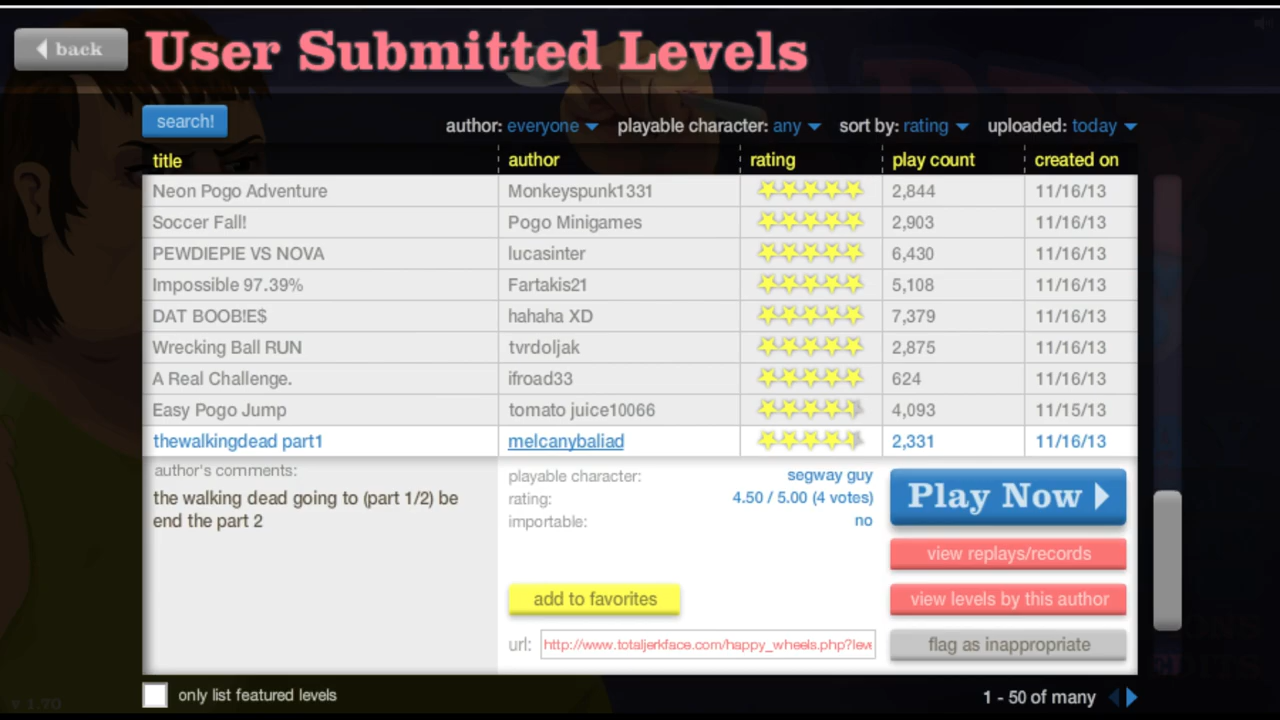 back
User Submitted Levels
search!
author: everyone playable character: any sort by: rating uploaded: today
title author rating play count created on
Neon Pogo Adventure Monkeyspunk1331 2,844 11/16/13
Soccer Fall! Pogo Minigames 2,903 11/16/13
PEWDIEPIE VS NOVA lucasinter 6,430 11/16/13
Impossible 97.39% Fartakis21 5,108 11/16/13
DAT BOOB!E$ hahaha XD 7,379 11/16/13
Wrecking Ball RUN tvrdoljak 2,875 11/16/13
A Real Challenge. ifroad33 624 11/16/13
Easy Pogo Jump tomato juice10066 4,093 11/15/13
thewalkingdead part1 melcanybaliad 2,331 11/16/13
author's comments:
the walking dead going to (part 1/2) be
end the part 2
playable character: segway guy
rating: 4.50 / 5.00 (4 votes)
importable: no
Play Now
view replays/records
add to favorites
view levels by this author
url: http://www.totaljerkface.com/happy_wheels.php?leve
flag as inappropriate
only list featured levels
1 - 50 of many
v 1.70